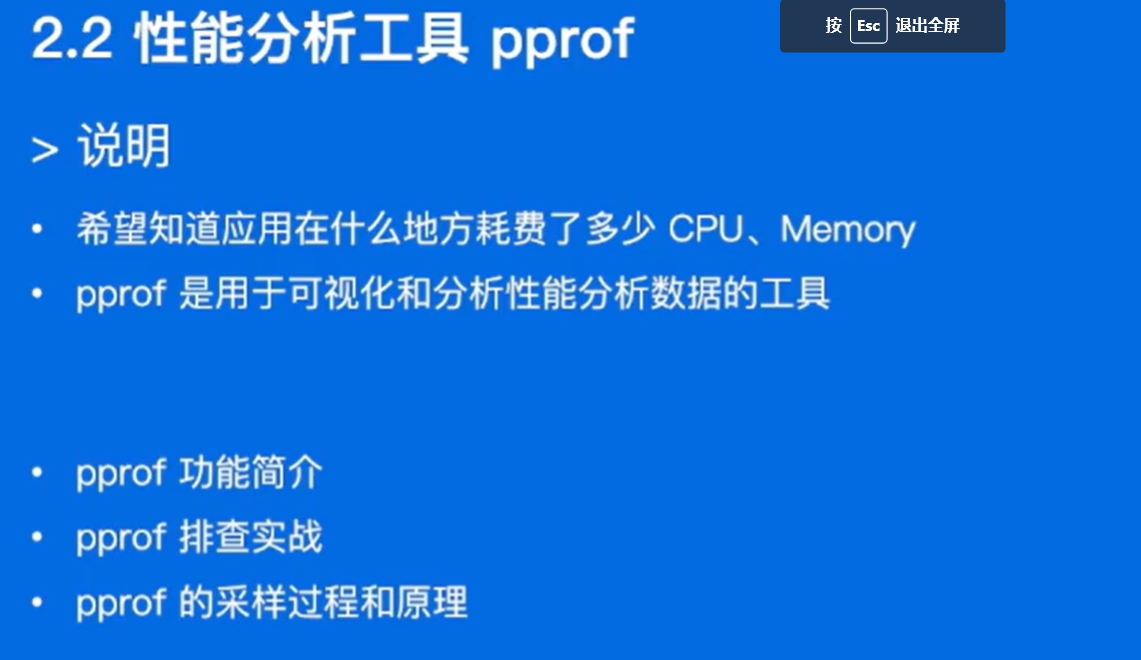 2.2 性能分析工具 pprof
按 Esc 退出全屏
> 说明
• 希望知道应用在什么地方耗费了多少 CPU、Memory
• pprof 是用于可视化和分析性能分析数据的工具
• pprof 功能简介
• pprof 排查实战
• pprof 的采样过程和原理